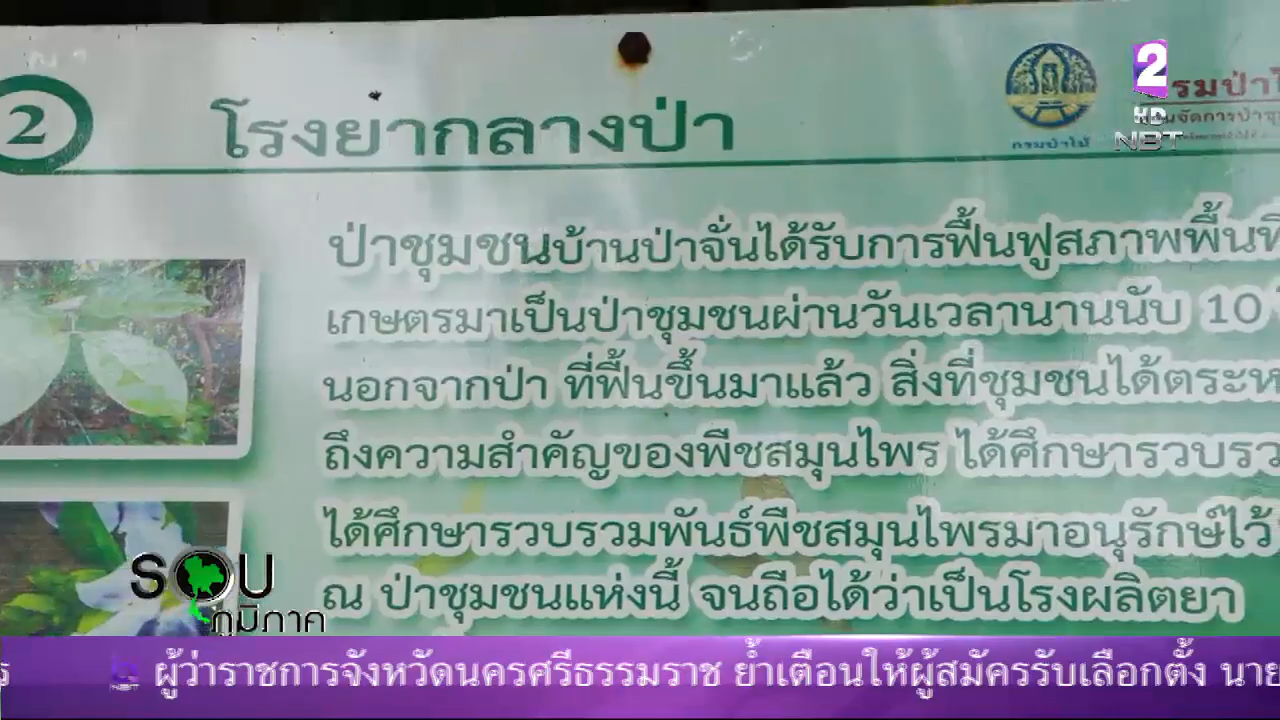 2
โรงยากลางป่า
กรมป่าไม้
2
HD
NBT
ป่าชุมชนบ้านป่าจั่นได้รับการฟื้นฟูสภาพพื้นที่
เกษตรมาเป็นป่าชุมชนผ่านวันเวลานานนับ 10
นอกจากป่า ที่ฟื้นขึ้นมาแล้ว สิ่งที่ชุมชนได้ตระห
ถึงความสำคัญของพืชสมุนไพร ได้ศึกษารวบรว
ได้ศึกษารวบรวมพันธ์พืชสมุนไพรมาอนุรักษ์ไว้
ณ ป่าชุมชนแห่งนี้ จนถือได้ว่าเป็นโรงผลิตยา
รอบ
ภูมิภาค
ผู้ว่าราชการจังหวัดนครศรีธรรมราช ย้ำเตือนให้ผู้สมัครรับเลือกตั้ง นาย